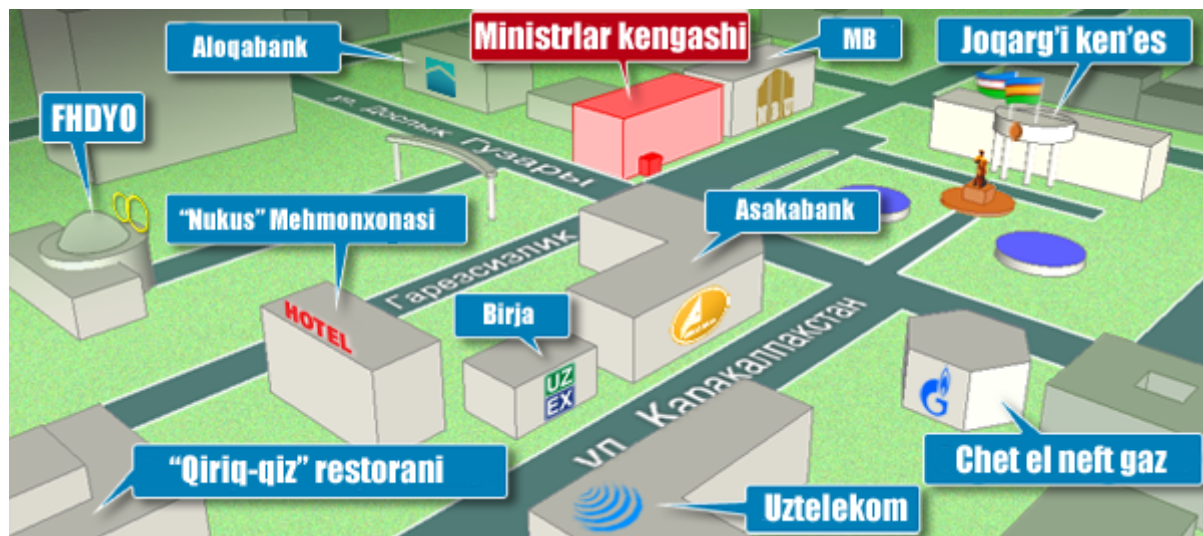 Aloqabank
Ministrlar kengashi
MB
Joqarg'i ken'es
FHDYO
ул. Достык Гузары
"Nukus" Mehmonxonasi
Asakabank
Гарезсизлик
HOTEL
Birja
UZ
EX
ул. Каракалпакстан
"Qiriq-qiz" restorani
Chet el neft gaz
Uztelekom